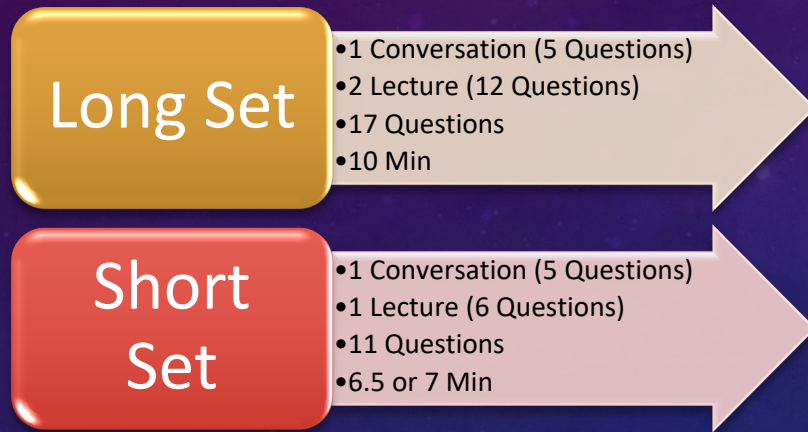 Long Set
•1 Conversation (5 Questions)
•2 Lecture (12 Questions)
•17 Questions
•10 Min
Short
Set
•1 Conversation (5 Questions)
•1 Lecture (6 Questions)
•11 Questions
•6.5 or 7 Min